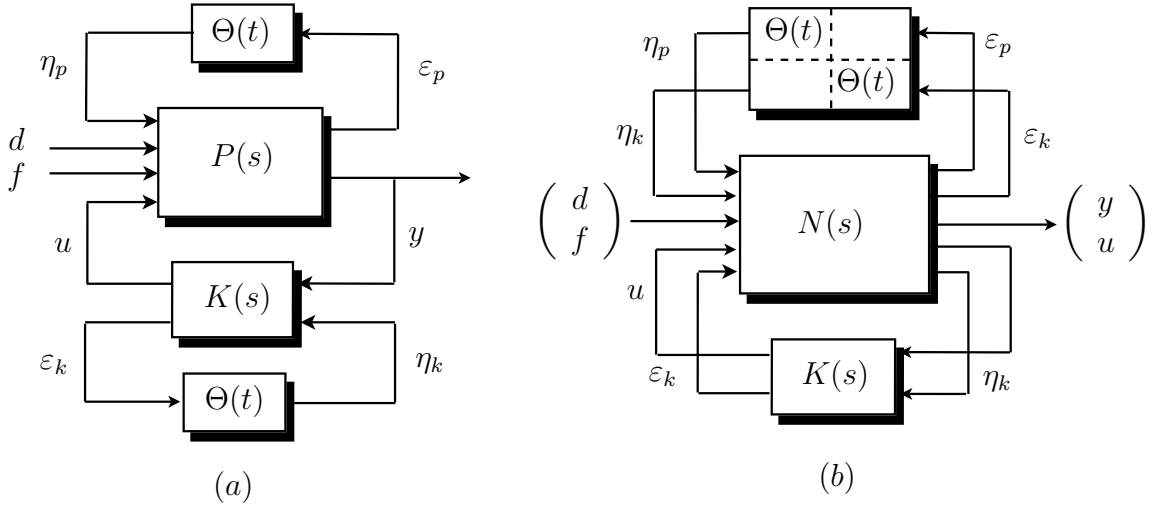 Θ(t)
η_p
ε_p
d
f
P(s)
u
y
K(s)
ε_k
η_k
Θ(t)
(a)
Θ(t)
Θ(t)
η_p
ε_p
η_k
ε_k
( d f )
N(s)
( y u )
u
ε_k
K(s)
η_k
(b)